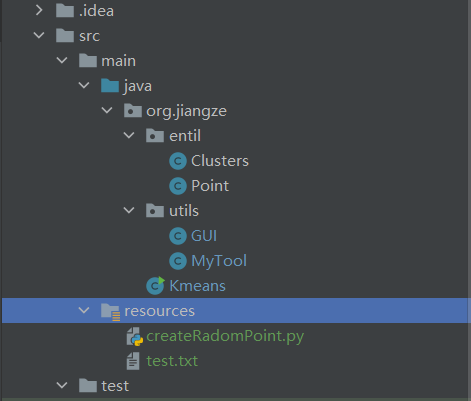 .idea
src
main
java
org.jiangze
entil
Clusters
Point
utils
GUI
MyTool
Kmeans
resources
createRadomPoint.py
test.txt
test